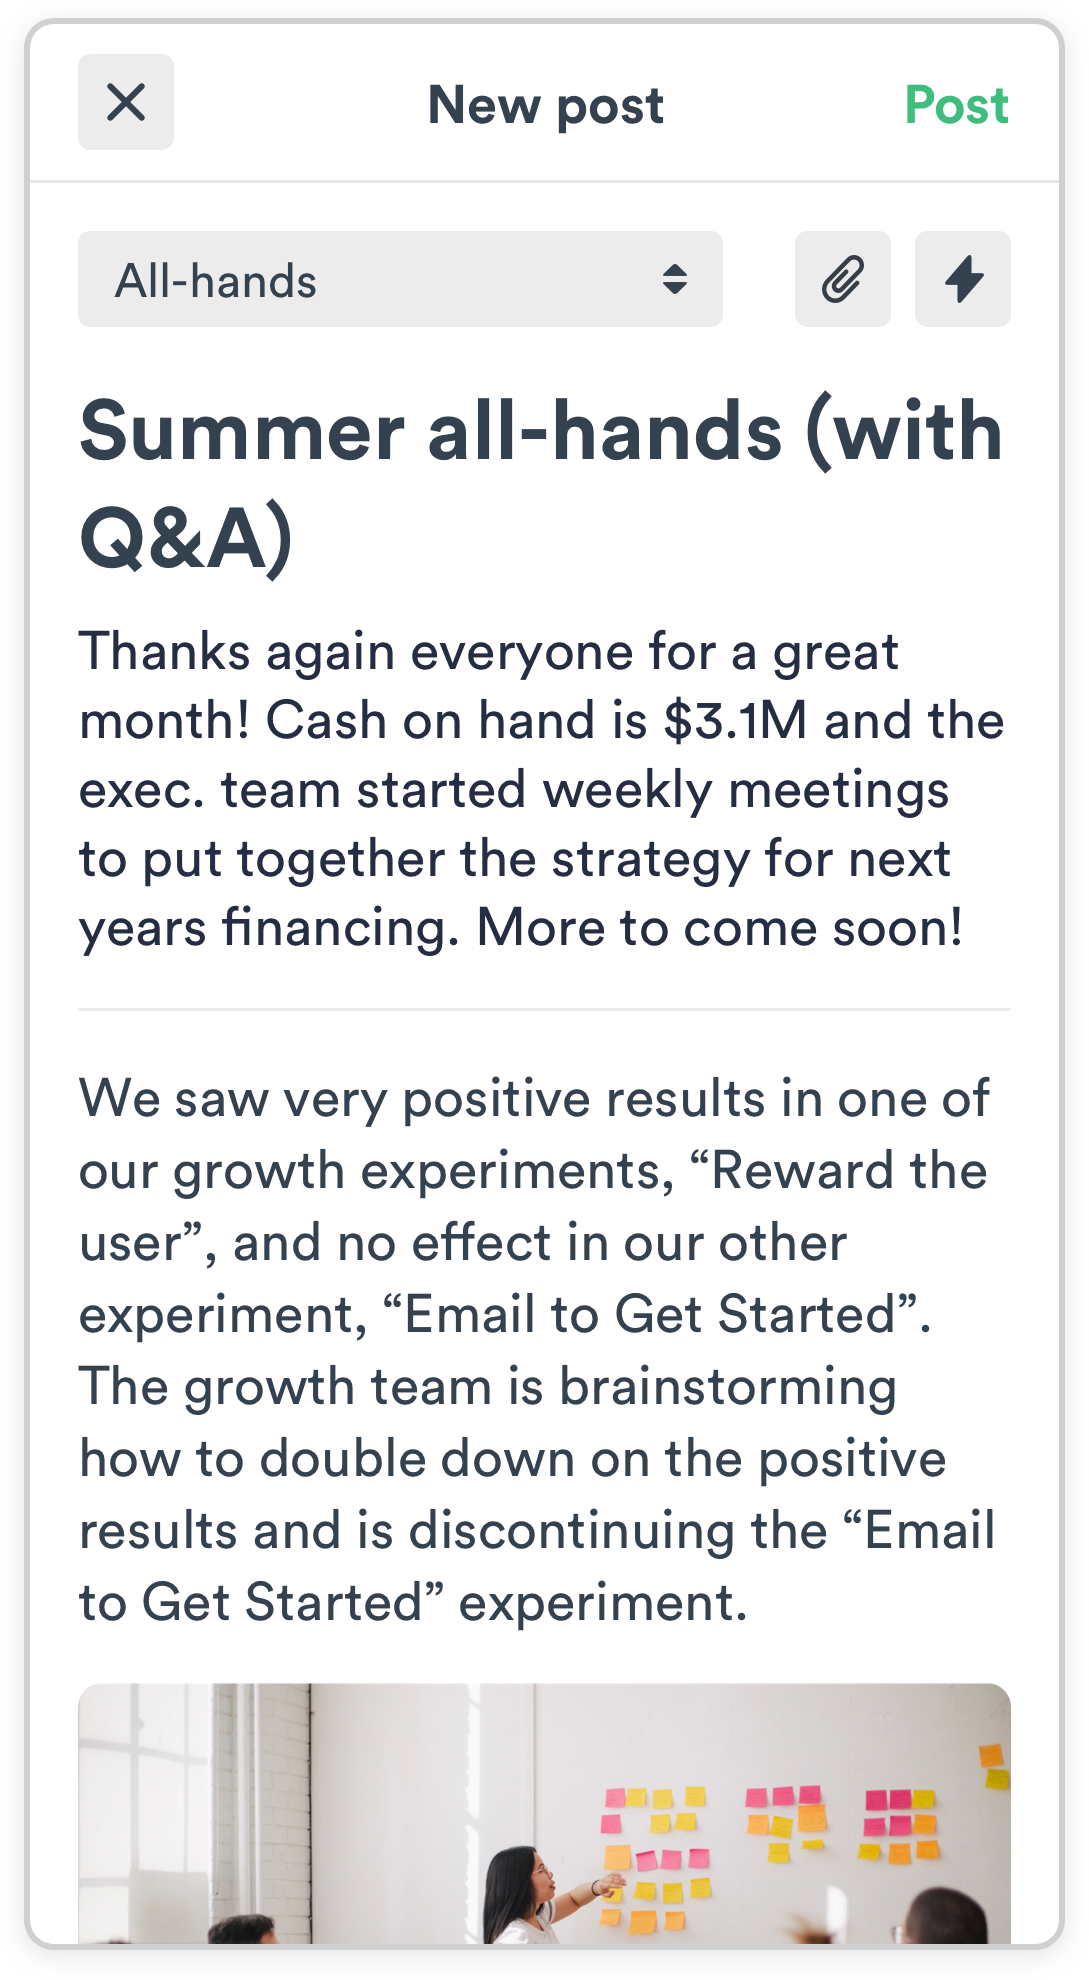 New post
Post
All-hands
Summer all-hands (with
Q&A)
Thanks again everyone for a great
month! Cash on hand is $3.1M and the
exec. team started weekly meetings
to put together the strategy for next
years financing. More to come soon!
We saw very positive results in one of
our growth experiments, “Reward the
user”, and no effect in our other
experiment, “Email to Get Started”.
The growth team is brainstorming
how to double down on the positive
results and is discontinuing the “Email
to Get Started” experiment.